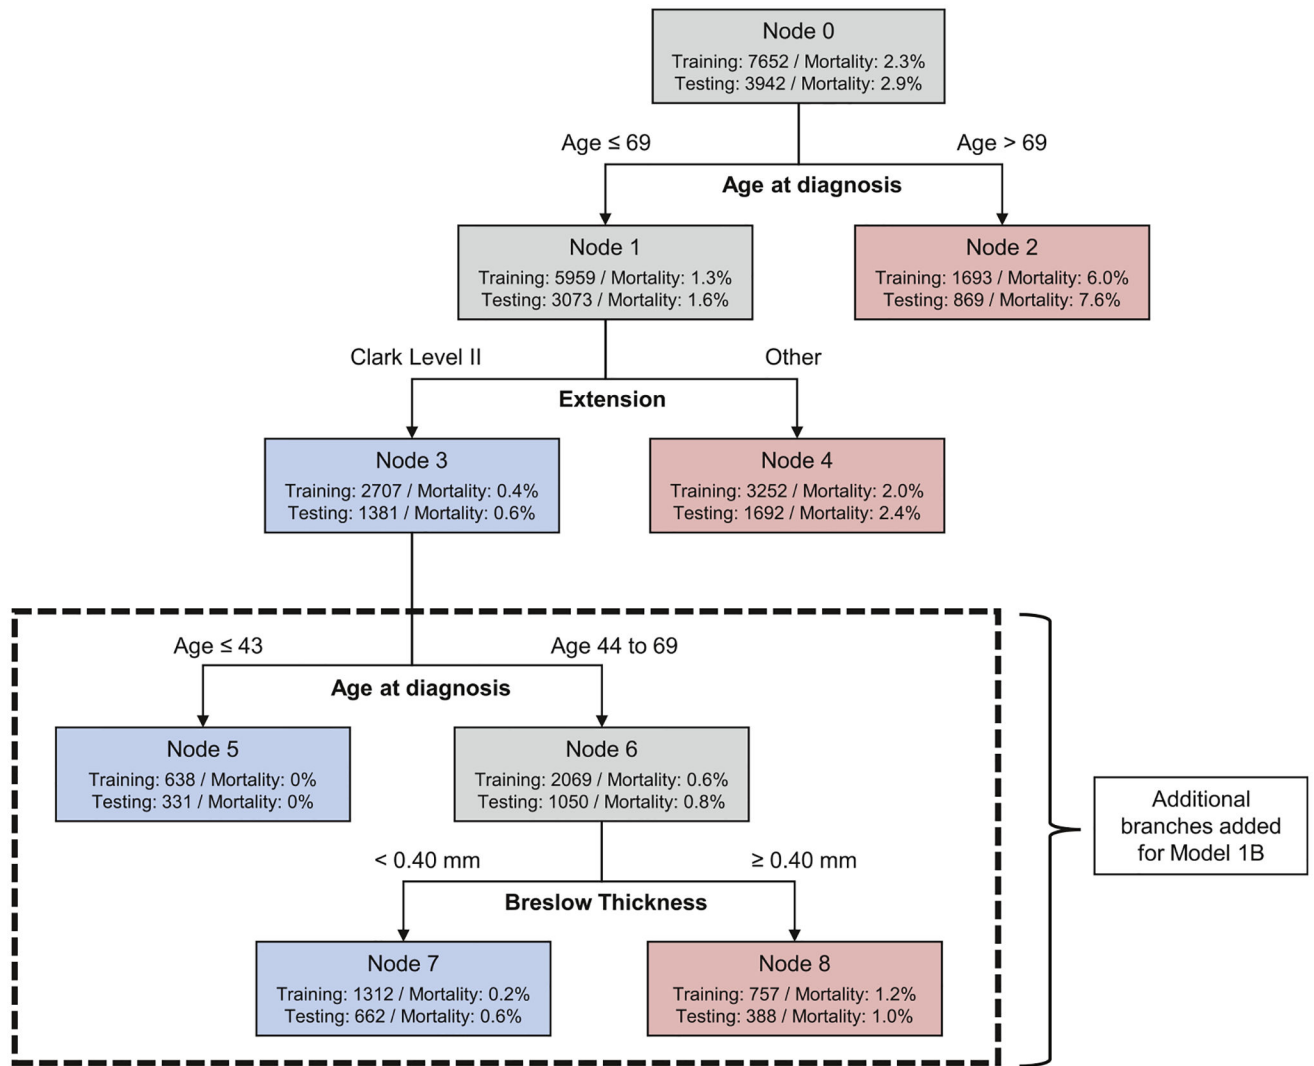 Node 0
Training: 7652 / Mortality: 2.3%
Testing: 3942 / Mortality: 2.9%
Age ≤ 69
Age > 69
Age at diagnosis
Node 1
Training: 5959 / Mortality: 1.3%
Testing: 3073 / Mortality: 1.6%
Node 2
Training: 1693 / Mortality: 6.0%
Testing: 869 / Mortality: 7.6%
Clark Level II
Other
Extension
Node 3
Training: 2707 / Mortality: 0.4%
Testing: 1381 / Mortality: 0.6%
Node 4
Training: 3252 / Mortality: 2.0%
Testing: 1692 / Mortality: 2.4%
Age ≤ 43
Age 44 to 69
Age at diagnosis
Node 5
Training: 638 / Mortality: 0%
Testing: 331 / Mortality: 0%
Node 6
Training: 2069 / Mortality: 0.6%
Testing: 1050 / Mortality: 0.8%
Additional
branches added
for Model 1B
< 0.40 mm
≥ 0.40 mm
Breslow Thickness
Node 7
Training: 1312 / Mortality: 0.2%
Testing: 662 / Mortality: 0.6%
Node 8
Training: 757 / Mortality: 1.2%
Testing: 388 / Mortality: 1.0%